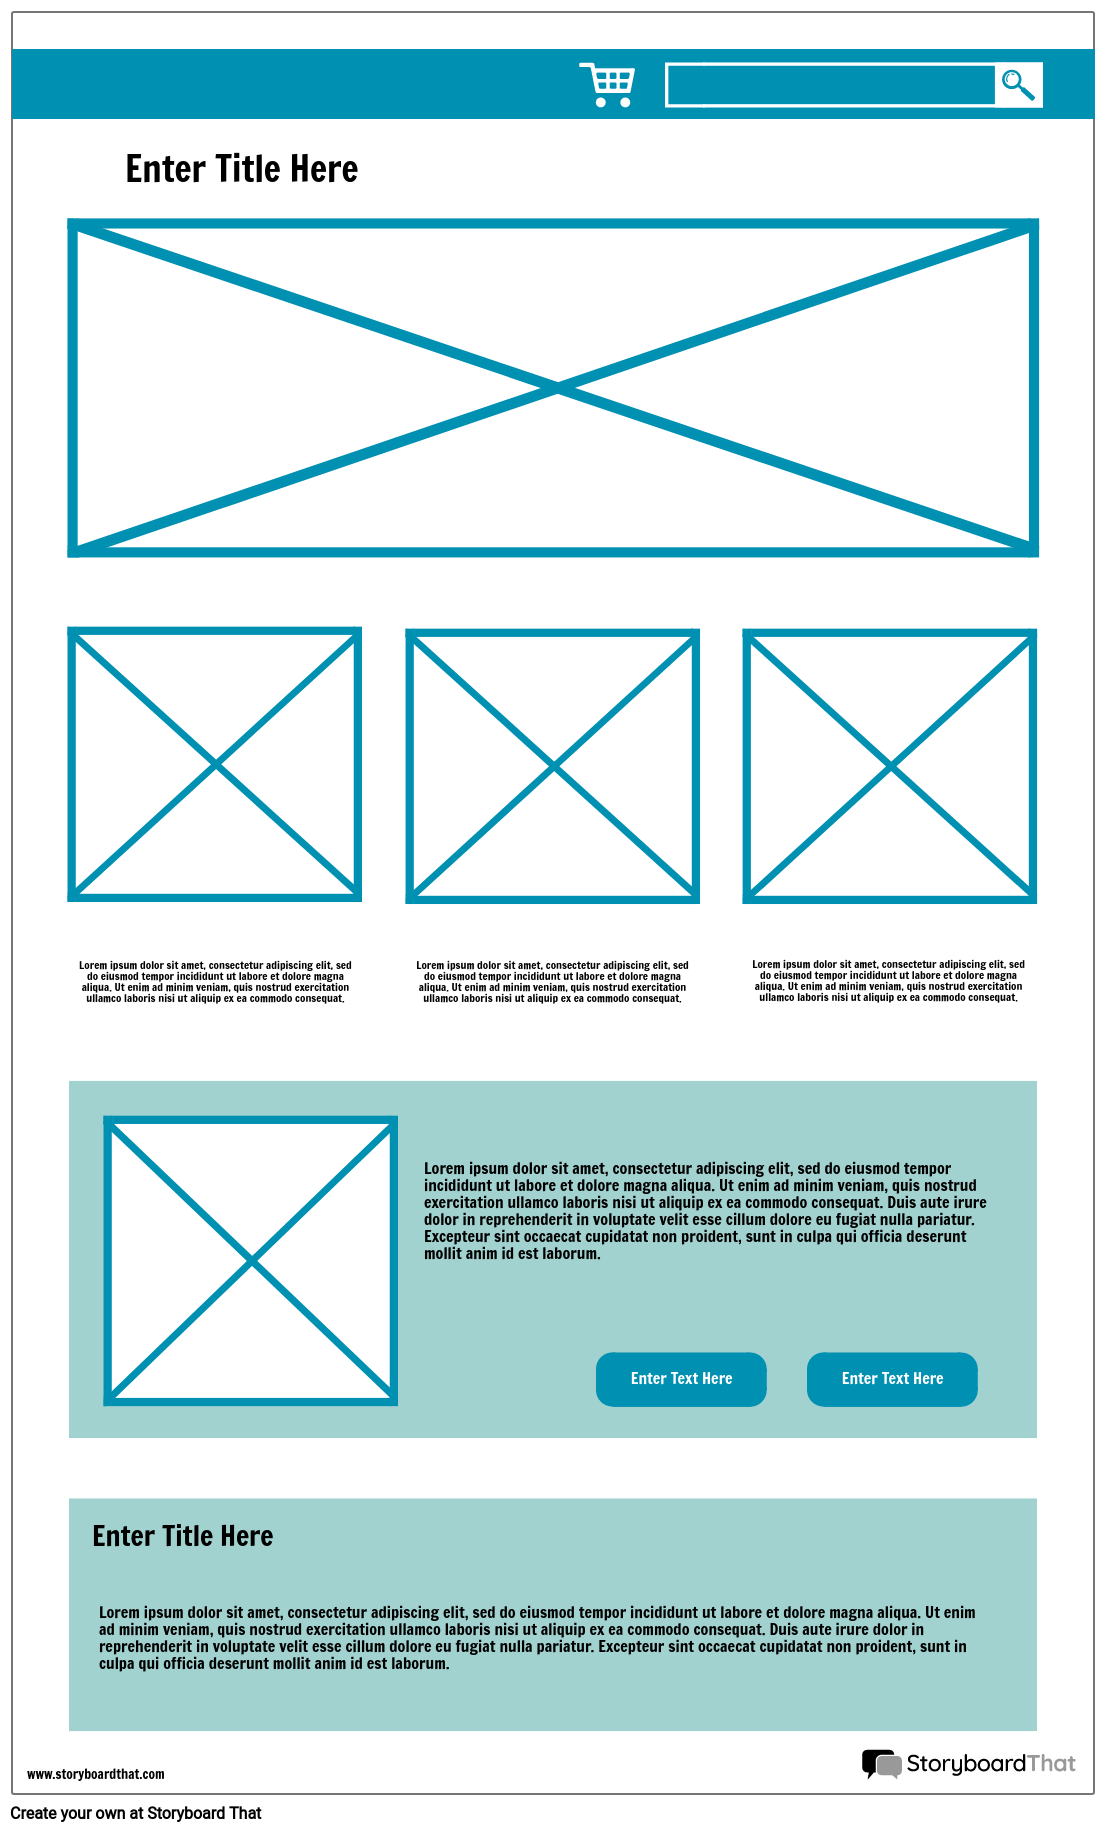 Enter Title Here
Lorem ipsum dolor sit amet, consectetur adipiscing elit, sed
do eiusmod tempor incididunt ut labore et dolore magna
aliqua. Ut enim ad minim veniam, quis nostrud exercitation
ullamco laboris nisi ut aliquip ex ea commodo consequat.
Lorem ipsum dolor sit amet, consectetur adipiscing elit, sed
do eiusmod tempor incididunt ut labore et dolore magna
aliqua. Ut enim ad minim veniam, quis nostrud exercitation
ullamco laboris nisi ut aliquip ex ea commodo consequat.
Lorem ipsum dolor sit amet, consectetur adipiscing elit, sed
do eiusmod tempor incididunt ut labore et dolore magna
aliqua. Ut enim ad minim veniam, quis nostrud exercitation
ullamco laboris nisi ut aliquip ex ea commodo consequat.
Lorem ipsum dolor sit amet, consectetur adipiscing elit, sed do eiusmod tempor
incididunt ut labore et dolore magna aliqua. Ut enim ad minim veniam, quis nostrud
exercitation ullamco laboris nisi ut aliquip ex ea commodo consequat. Duis aute irure
dolor in reprehenderit in voluptate velit esse cillum dolore eu fugiat nulla pariatur.
Excepteur sint occaecat cupidatat non proident, sunt in culpa qui officia deserunt
mollit anim id est laborum.
Enter Text Here
Enter Text Here
Enter Title Here
Lorem ipsum dolor sit amet, consectetur adipiscing elit, sed do eiusmod tempor incididunt ut labore et dolore magna aliqua. Ut enim
ad minim veniam, quis nostrud exercitation ullamco laboris nisi ut aliquip ex ea commodo consequat. Duis aute irure dolor in
reprehenderit in voluptate velit esse cillum dolore eu fugiat nulla pariatur. Excepteur sint occaecat cupidatat non proident, sunt in
culpa qui officia deserunt mollit anim id est laborum.
www.storyboardthat.com
StoryboardThat
Create your own at Storyboard That